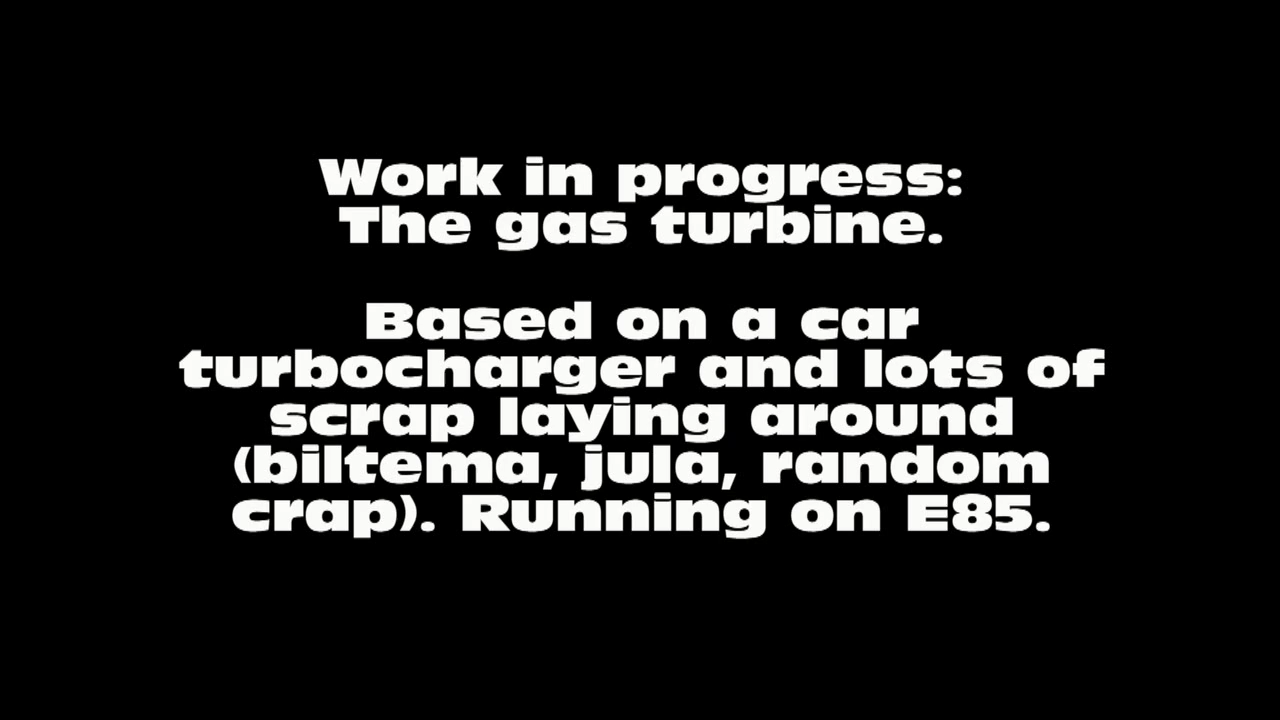 Work in progress:
The gas turbine.
Based on a car
turbocharger and lots of
scrap laying around
(biltema, jula, random
crap). Running on E85.